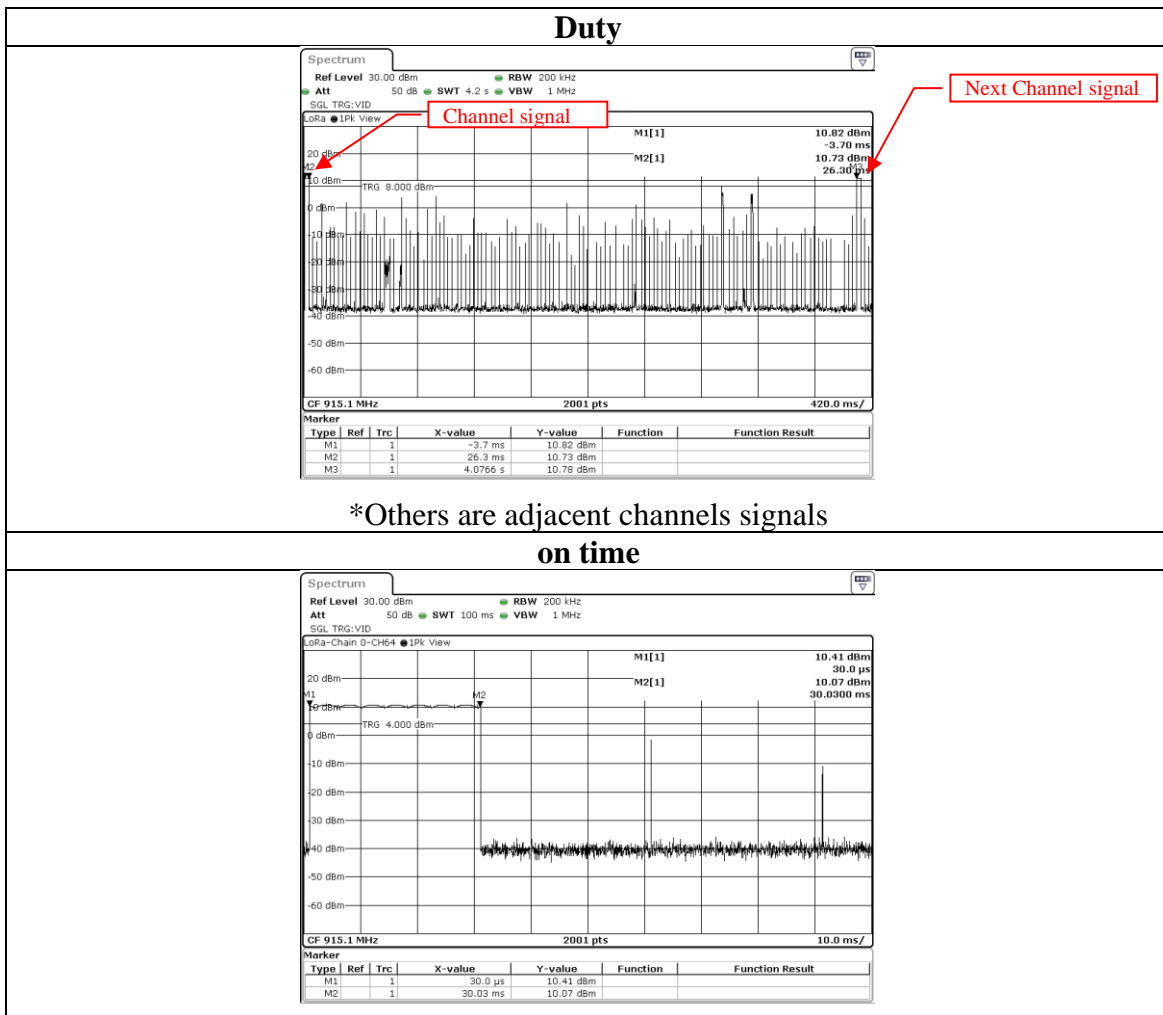 Duty
Spectrum
Ref Level 30.00 dBm RBW 200 kHz
Att 50 dB SWT 4.2 s VBW 1 MHz
SGL TRG:VID
LoRa 1Pk View
Channel signal
Next Channel signal
M1[1] 10.82 dBm
-3.70 ms
20 dBm
M2[1] 10.73 dBm
26.30 ms
M2
M3
10 dBm
TRG 8.000 dBm
0 dBm
-10 dBm
-20 dBm
-30 dBm
-40 dBm
-50 dBm
-60 dBm
CF 915.1 MHz 2001 pts 420.0 ms/
Marker
Type Ref Trc X-value Y-value Function Function Result
M1 1 -3.7 ms 10.82 dBm
M2 1 26.3 ms 10.73 dBm
M3 1 4.0766 s 10.78 dBm
*Others are adjacent channels signals
on time
Spectrum
Ref Level 30.00 dBm RBW 200 kHz
Att 50 dB SWT 100 ms VBW 1 MHz
SGL TRG:VID
LoRa-Chain 0-CH64 1Pk View
M1[1] 10.41 dBm
30.0 µs
20 dBm
M2[1] 10.07 dBm
30.0300 ms
M1
M2
10 dBm
TRG 4.000 dBm
0 dBm
-10 dBm
-20 dBm
-30 dBm
-40 dBm
-50 dBm
-60 dBm
CF 915.1 MHz 2001 pts 10.0 ms/
Marker
Type Ref Trc X-value Y-value Function Function Result
M1 1 30.0 µs 10.41 dBm
M2 1 30.03 ms 10.07 dBm